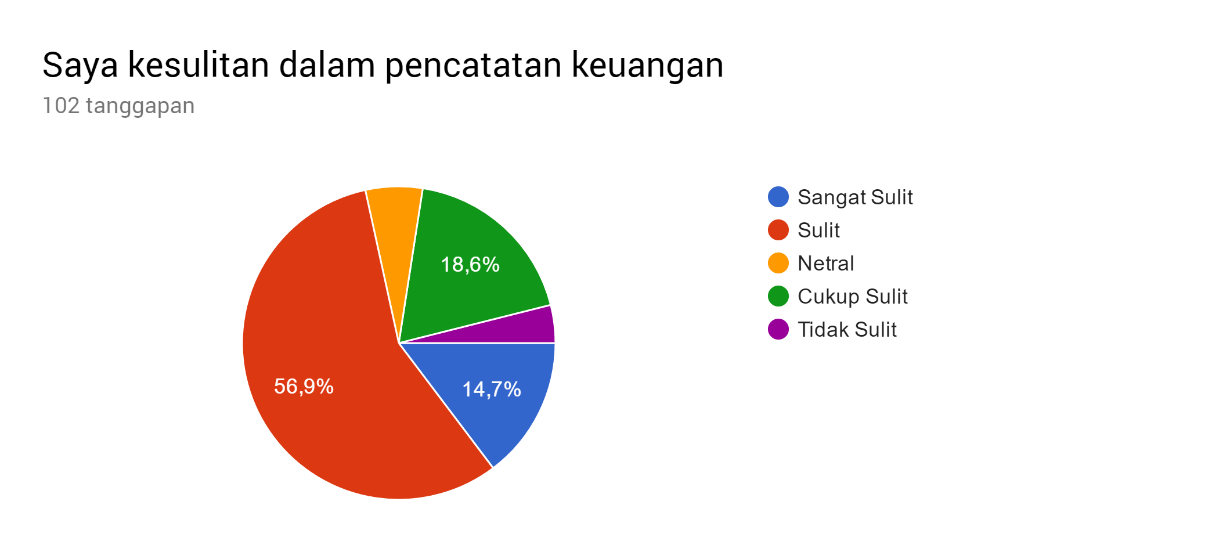 Saya kesulitan dalam pencatatan keuangan
102 tanggapan
18,6%
56,9%
14,7%
Sangat Sulit
Sulit
Netral
Cukup Sulit
Tidak Sulit